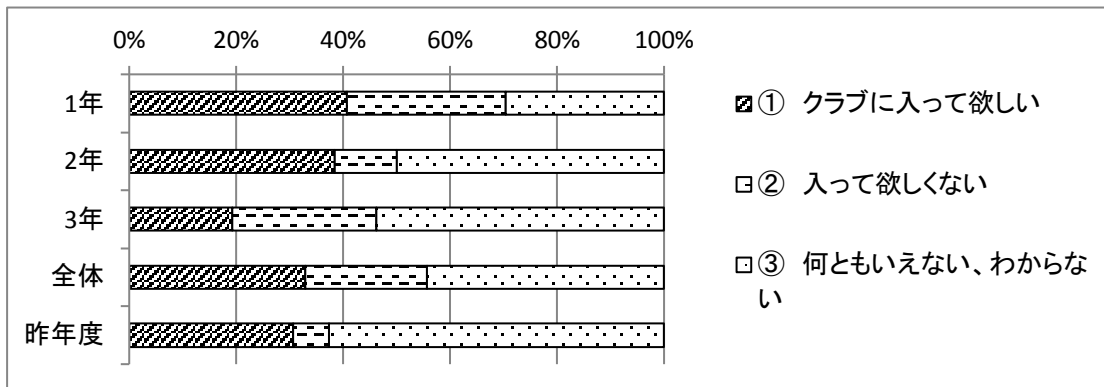 0% 20% 40% 60% 80% 100%
1年
2年
3年
全体
昨年度
① クラブに入って欲しい
② 入って欲しくない
③ 何ともいえない、わからな
い